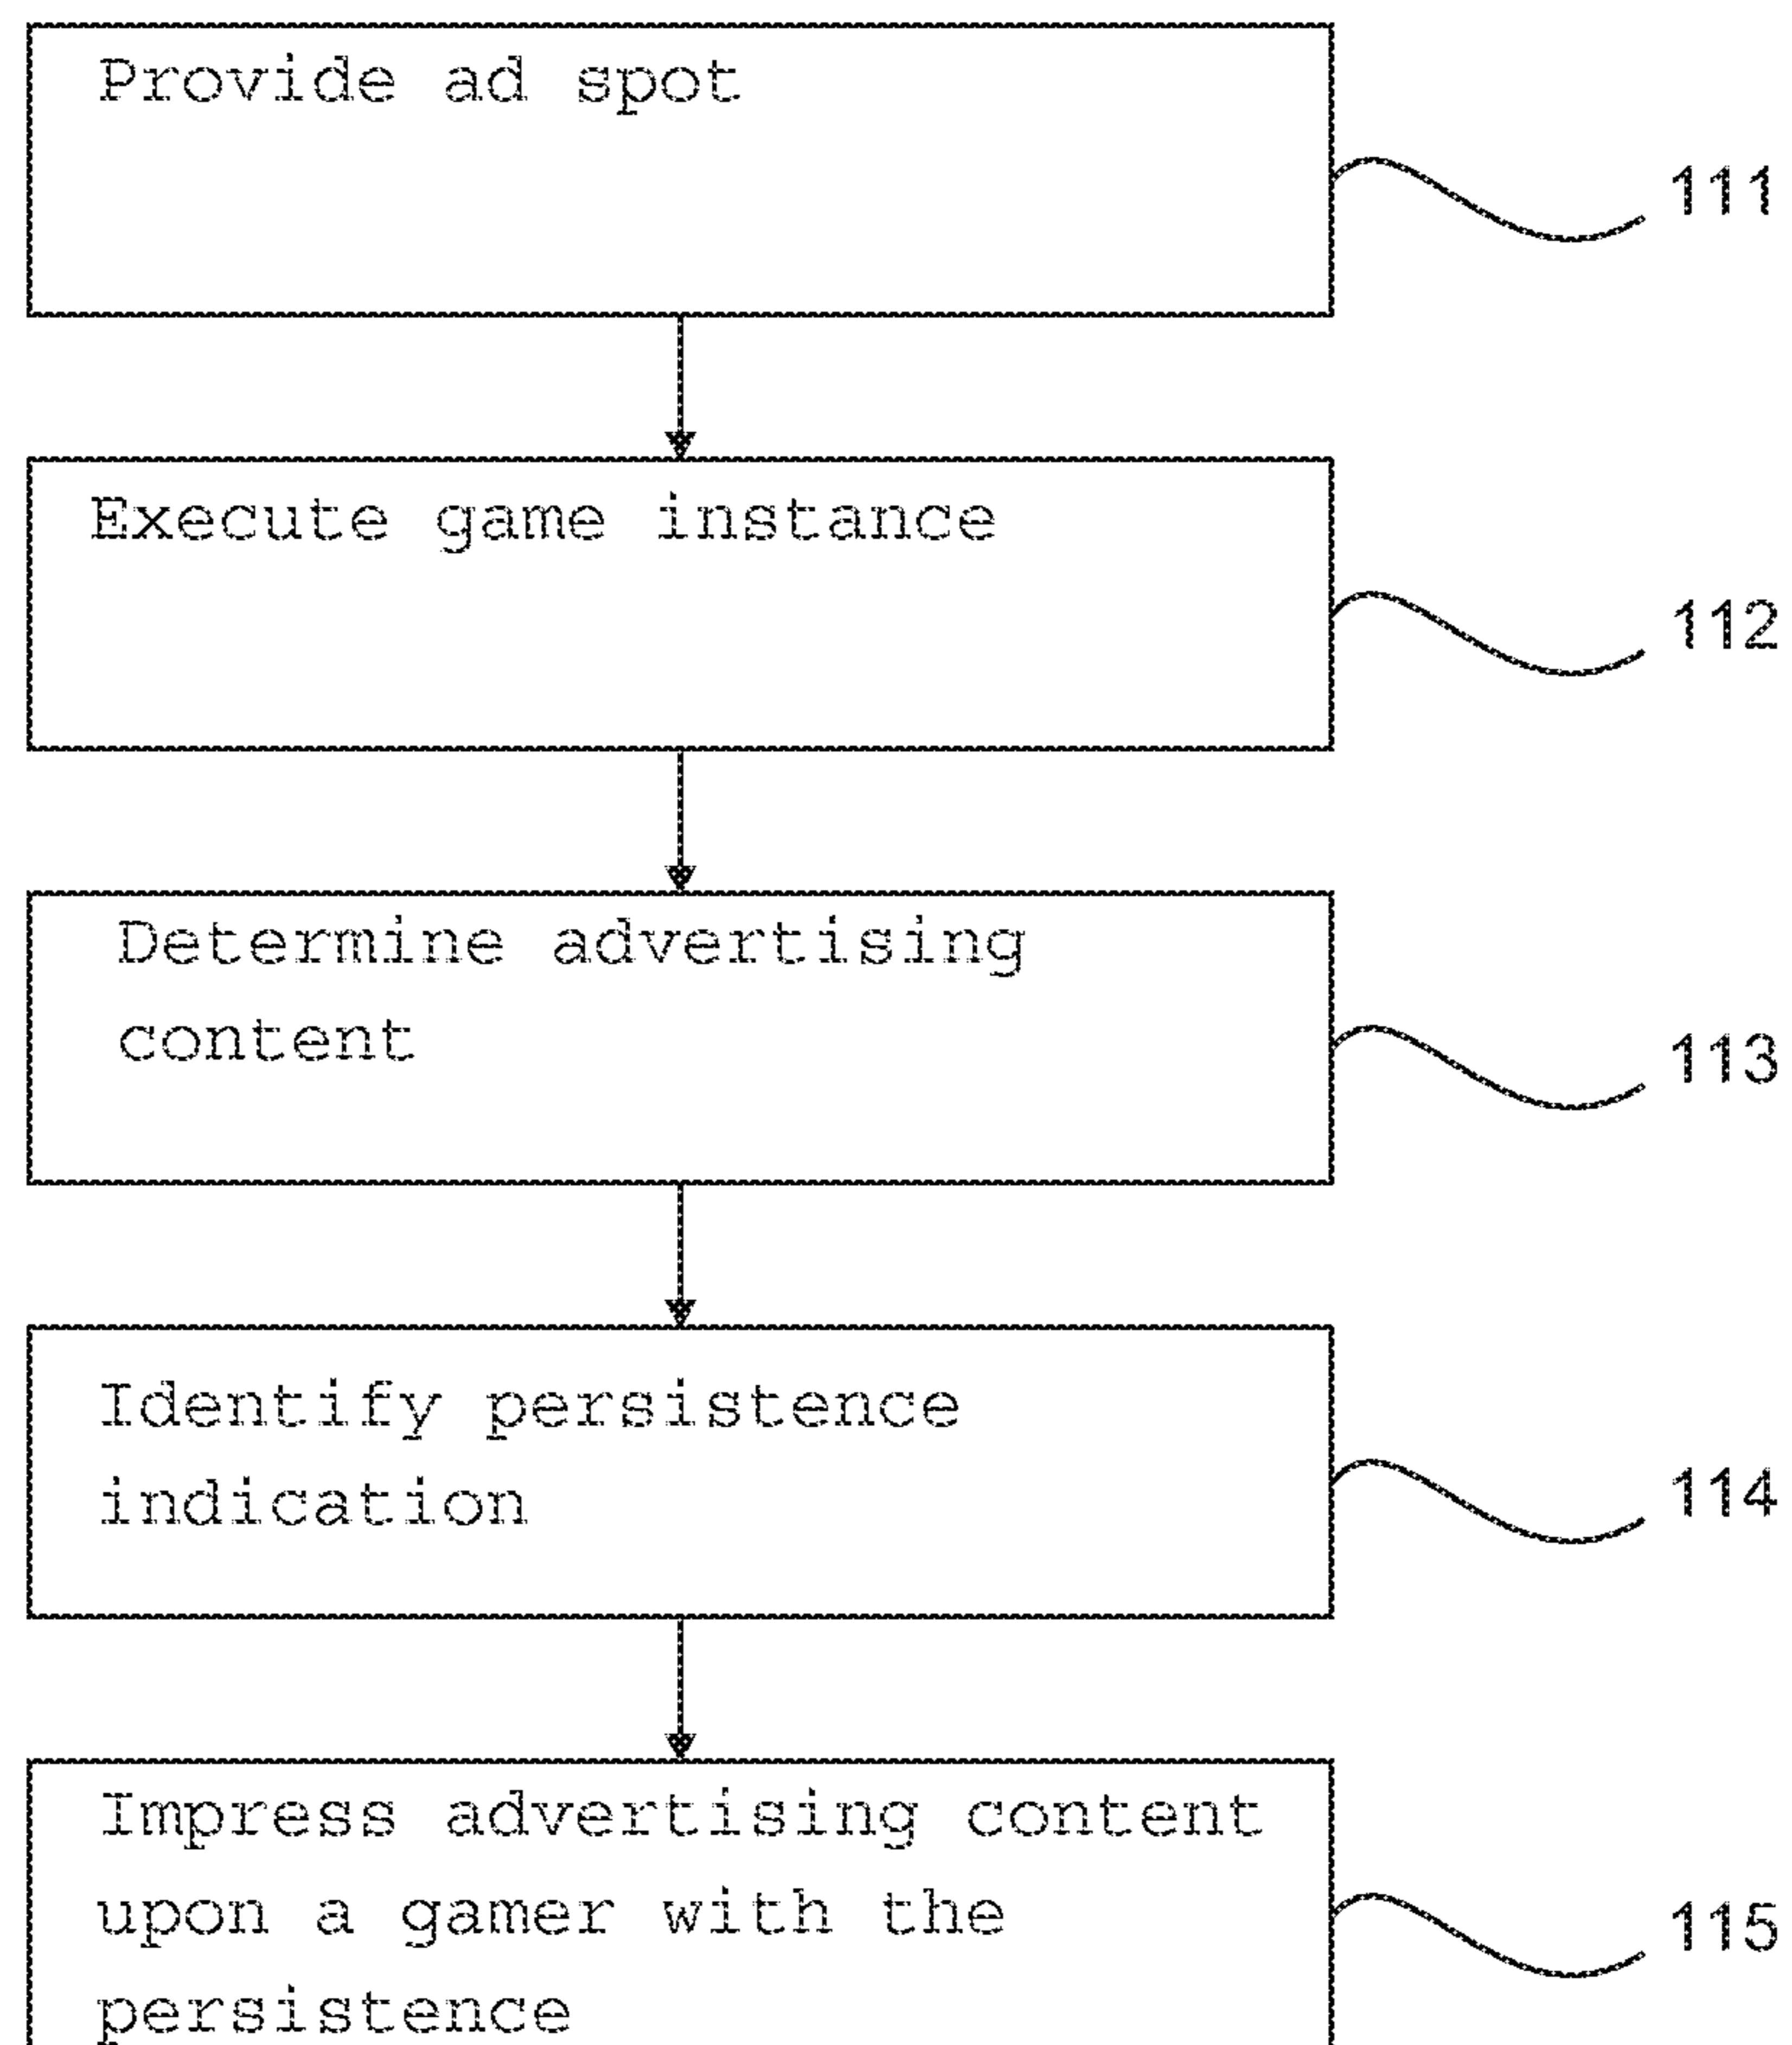 Provide ad spot
111
Execute game instance
112
Determine advertising
content
113
Identify persistence
indication
114
Impress advertising content
upon a gamer with the
persistence
115